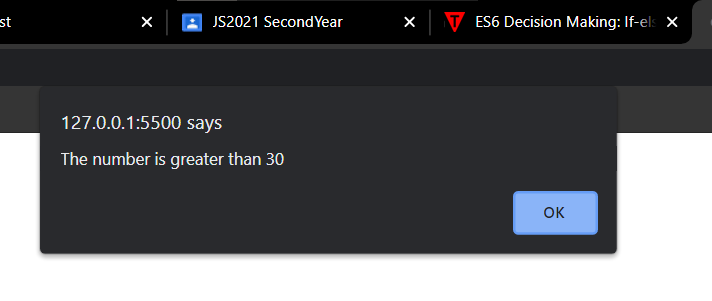 st
JS2021 SecondYear
ES6 Decision Making: If-els
127.0.0.1:5500 says
The number is greater than 30
OK